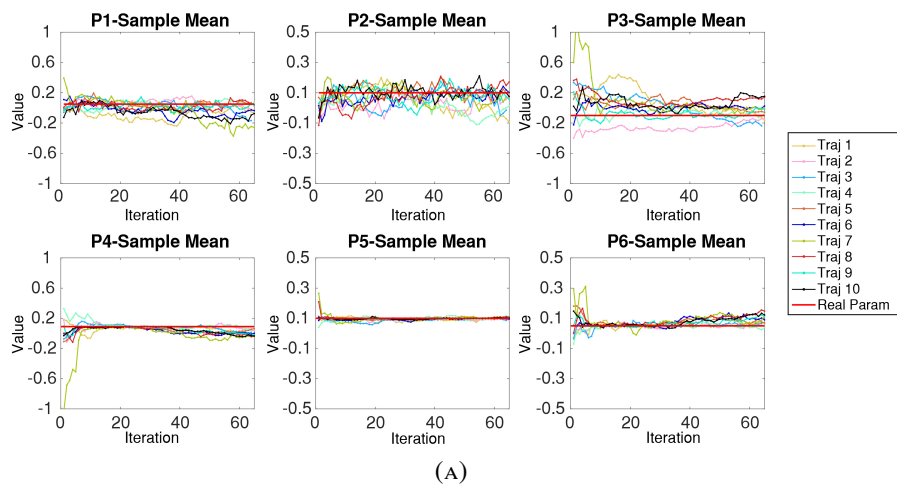 P1-Sample Mean
1
0.6
0.2
-0.2
-0.6
-1
Value
0 20 40 60
Iteration
P2-Sample Mean
0.5
0.3
0.1
-0.1
-0.3
-0.5
Value
0 20 40 60
Iteration
P3-Sample Mean
1
0.6
0.2
-0.2
-0.6
-1
Value
0 20 40 60
Iteration
P4-Sample Mean
1
0.6
0.2
-0.2
-0.6
-1
Value
0 20 40 60
Iteration
P5-Sample Mean
0.5
0.3
0.1
-0.1
-0.3
-0.5
Value
0 20 40 60
Iteration
P6-Sample Mean
0.5
0.3
0.1
-0.1
-0.3
-0.5
Value
0 20 40 60
Iteration
Traj 1
Traj 2
Traj 3
Traj 4
Traj 5
Traj 6
Traj 7
Traj 8
Traj 9
Traj 10
Real Param
(A)